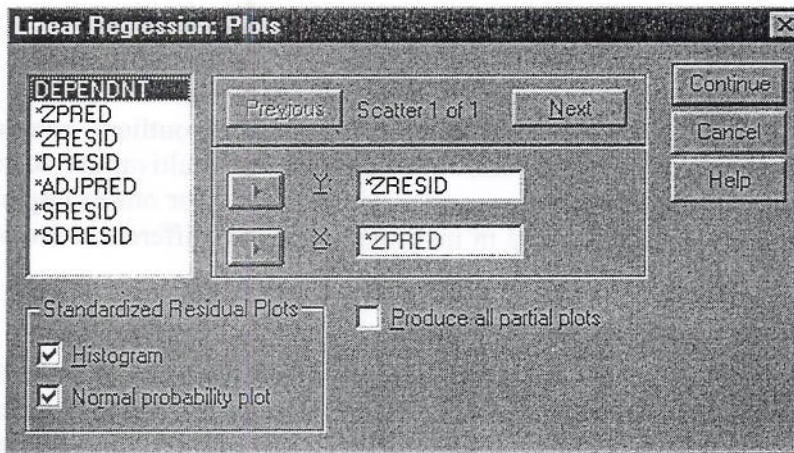 Linear Regression: Plots
DEPENDNT
*ZPRED
*ZRESID
*DRESID
*ADJPRED
*SRESID
*SDRESID
Previous
Scatter 1 of 1
Next
Y:
*ZRESID
X:
*ZPRED
Continue
Cancel
Help
Standardized Residual Plots
Histogram
Normal probability plot
Produce all partial plots